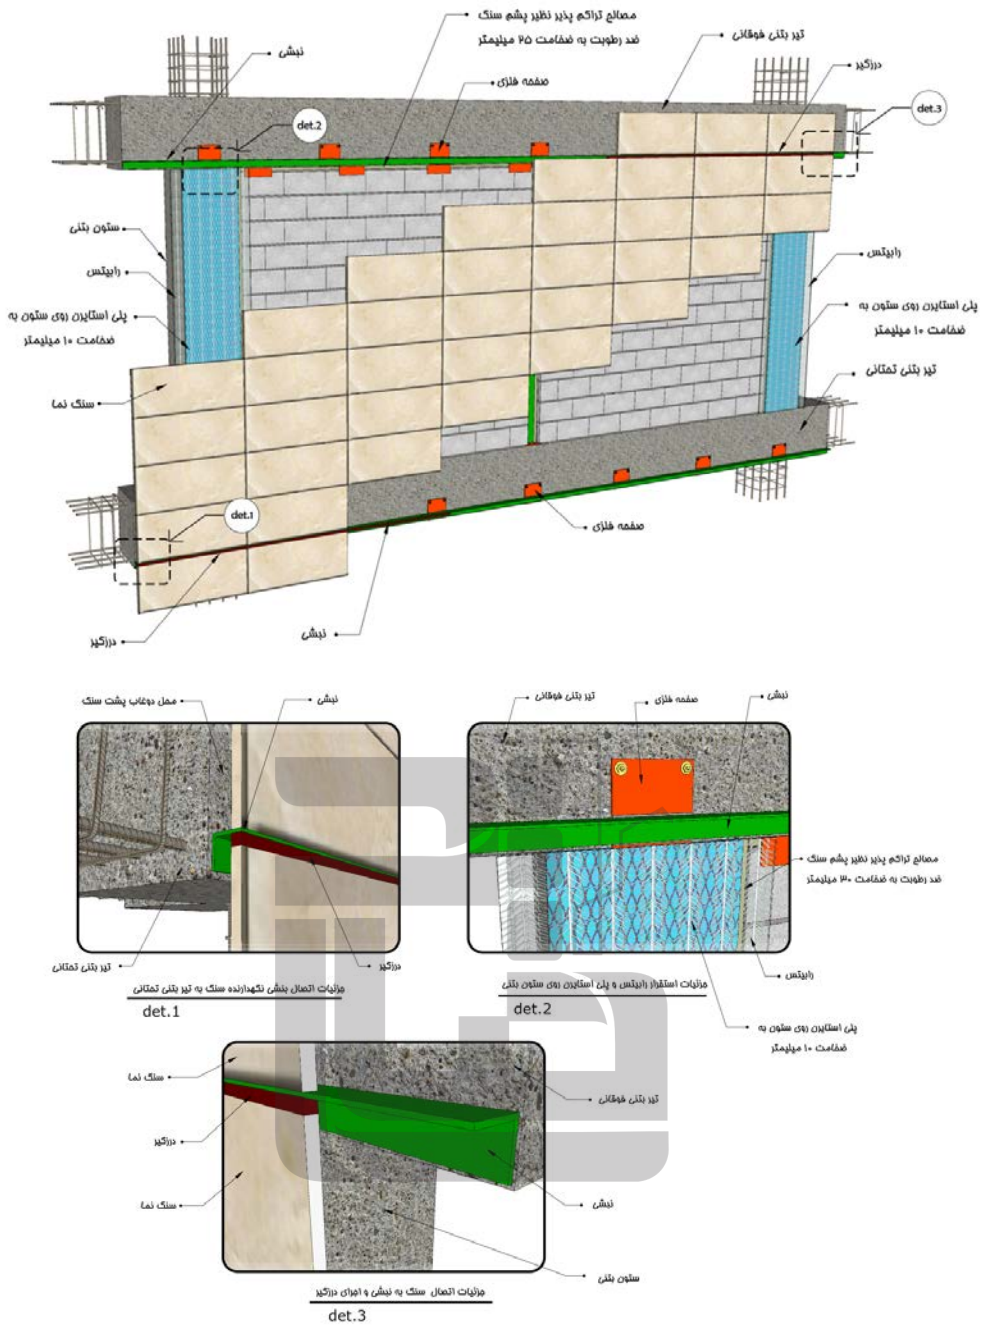 مصالح تراکم پذیر نظیر پشم سنگ
ضد رطوبت به ضخامت ۲۵ میلیمتر
تیر بتنی فوقانی
نبشی
درزگیر
صفحه فلزی
det.3
det.2
ستون بتنی
رابیتس
رابیتس
پلی استایرن روی ستون به
ضخامت ۱۰ میلیمتر
پلی استایرن روی ستون به
ضخامت ۱۰ میلیمتر
تیر بتنی تحتانی
سنگ نما
det.1
صفحه فلزی
نبشی
درزگیر
محل دوغاب پشت سنگ
نبشی
تیر بتنی تحتانی
درزگیر
جزئیات اتصال بنشی نگهدارنده سنگ به تیر بتنی تحتانی
det.1
تیر بتنی فوقانی
صفحه فلزی
نبشی
مصالح تراکم پذیر نظیر پشم سنگ
ضد رطوبت به ضخامت ۳۰ میلیمتر
رابیتس
پلی استایرن روی ستون به
ضخامت ۱۰ میلیمتر
جزئیات استقرار رابیتس و پلی استایرن روی ستون بتنی
det.2
سنگ نما
درزگیر
سنگ نما
تیر بتنی فوقانی
نبشی
ستون بتنی
جزئیات اتصال سنگ به نبشی و اجرای درزگیر
det.3